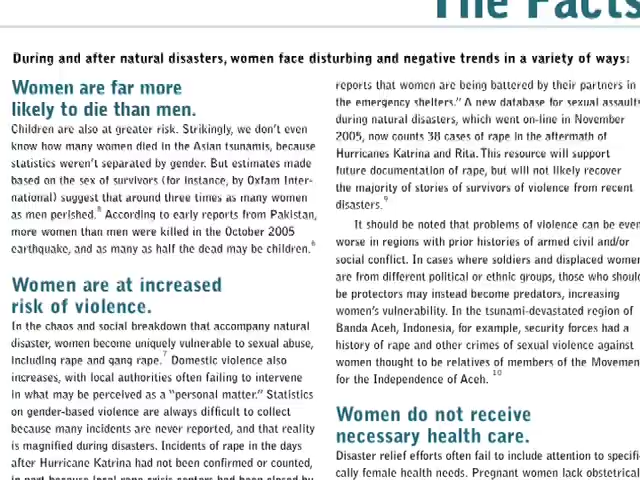 The Facts
During and after natural disasters, women face disturbing and negative trends in a variety of ways:
Women are far more
likely to die than men.
Children are also at greater risk. Strikingly, we don't even
know how many women died in the Asian tsunamis, because
statistics weren't separated by gender. But estimates made
based on the sex of survivors (for instance, by Oxfam Inter-
national) suggest that around three times as many women
as men perished.⁵ According to early reports from Pakistan,
more women than men were killed in the October 2005
earthquake, and as many as half the dead may be children.⁶
Women are at increased
risk of violence.
In the chaos and social breakdown that accompany natural
disaster, women become uniquely vulnerable to sexual abuse,
including rape and gang rape.⁷ Domestic violence also
increases, with local authorities often failing to intervene
in what may be perceived as a "personal matter." Statistics
on gender-based violence are always difficult to collect
because many incidents are never reported, and that reality
is magnified during disasters. Incidents of rape in the days
after Hurricane Katrina had not been confirmed or counted,
in part because local rape crisis centers had been closed by
reports that women are being battered by their partners in
the emergency shelters." A new database for sexual assaults
during natural disasters, which went on-line in November
2005, now counts 38 cases of rape in the aftermath of
Hurricanes Katrina and Rita. This resource will support
future documentation of rape, but will not likely recover
the majority of stories of survivors of violence from recent
disasters.⁹
It should be noted that problems of violence can be even
worse in regions with prior histories of armed civil and/or
social conflict. In cases where soldiers and displaced women
are from different political or ethnic groups, those who should
be protectors may instead become predators, increasing
women's vulnerability. In the tsunami-devastated region of
Banda Aceh, Indonesia, for example, security forces had a
history of rape and other crimes of sexual violence against
women thought to be relatives of members of the Movemen
for the Independence of Aceh. ¹⁰
Women do not receive
necessary health care.
Disaster relief efforts often fail to include attention to specifi-
cally female health needs. Pregnant women lack obstetrical